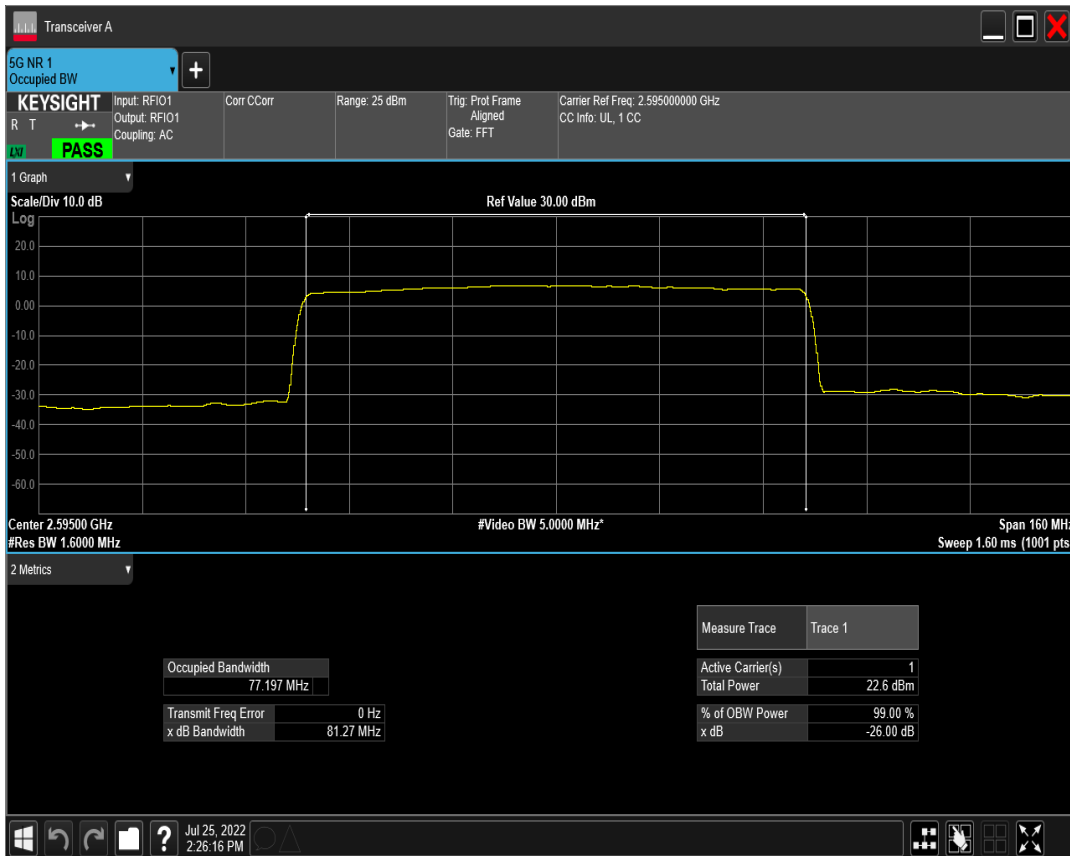 Transceiver A
5G NR 1
Occupied BW
+
KEYSIGHT
R T
LXI
PASS
Input: RFIO1
Output: RFIO1
Coupling: AC
Corr CCorr
Range: 25 dBm
Trig: Prot Frame
Aligned
Gate: FFT
Carrier Ref Freq: 2.595000000 GHz
CC Info: UL, 1 CC
1 Graph
Scale/Div 10.0 dB
Ref Value 30.00 dBm
Log
20.0
10.0
0.00
-10.0
-20.0
-30.0
-40.0
-50.0
-60.0
Center 2.59500 GHz
#Video BW 5.0000 MHz*
Span 160 MHz
#Res BW 1.6000 MHz
Sweep 1.60 ms (1001 pts
2 Metrics
Measure Trace Trace 1
Occupied Bandwidth
77.197 MHz
Active Carrier(s) 1
Total Power 22.6 dBm
Transmit Freq Error 0 Hz
x dB Bandwidth 81.27 MHz
% of OBW Power 99.00 %
x dB -26.00 dB
?
Jul 25, 2022
2:26:16 PM